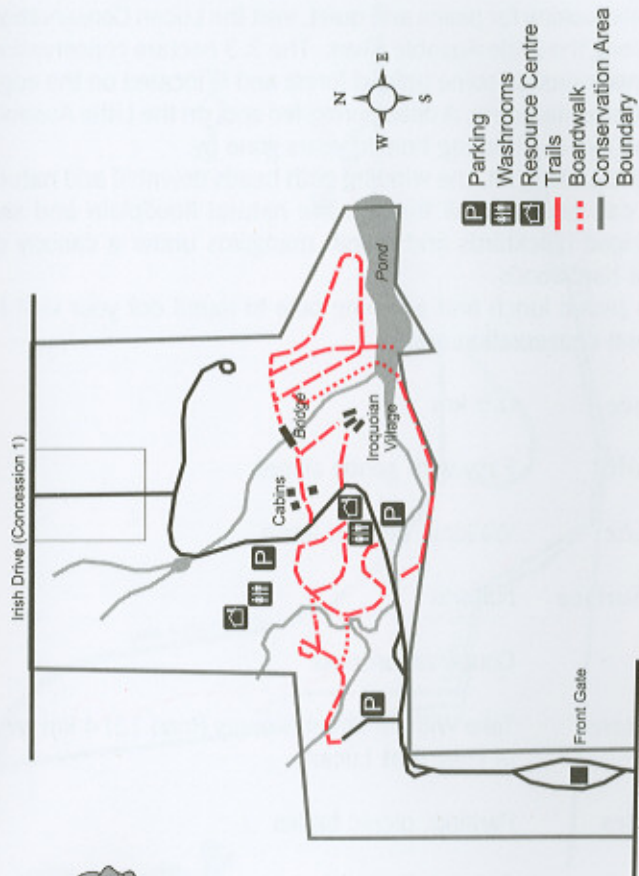 Irish Drive (Concession 1)
N
W
E
S
Pond
Bridge
Cabins
Iroquoian
Village
Front Gate
P
P
P
P Parking
Washrooms
Resource Centre
Trails
Boardwalk
Conservation Area
Boundary